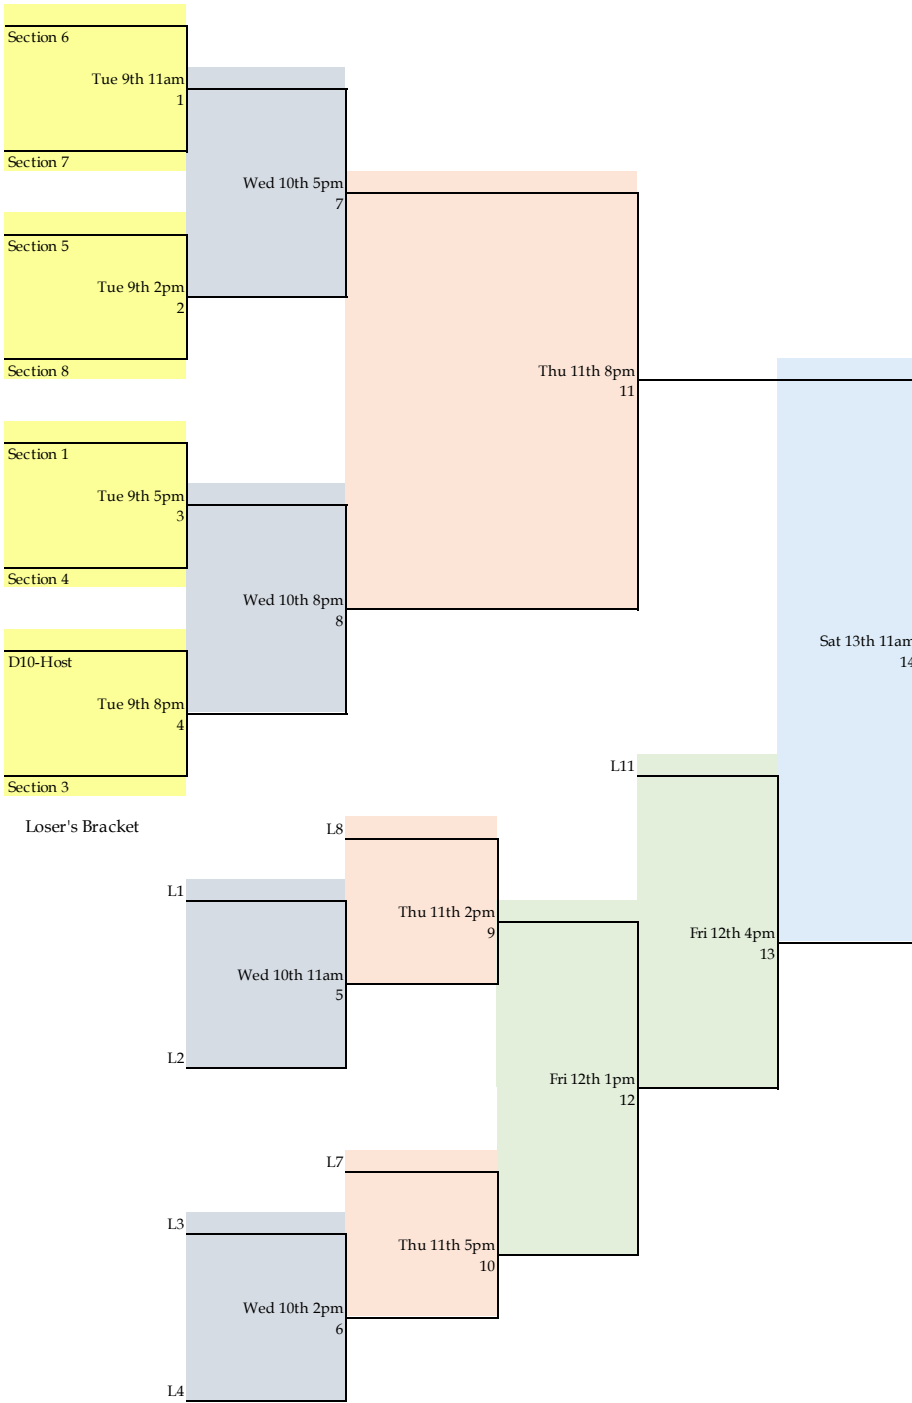 Section 6
Tue 9th 11am
1
Section 7
Wed 10th 5pm
7
Section 5
Tue 9th 2pm
2
Section 8
Thu 11th 8pm
11
Section 1
Tue 9th 5pm
3
Section 4
Wed 10th 8pm
8
D10-Host
Tue 9th 8pm
4
Section 3
Sat 13th 11am
14
Loser's Bracket
L11
L8
L1
Thu 11th 2pm
9
Fri 12th 4pm
13
Wed 10th 11am
5
L2
Fri 12th 1pm
12
L7
L3
Thu 11th 5pm
10
Wed 10th 2pm
6
L4